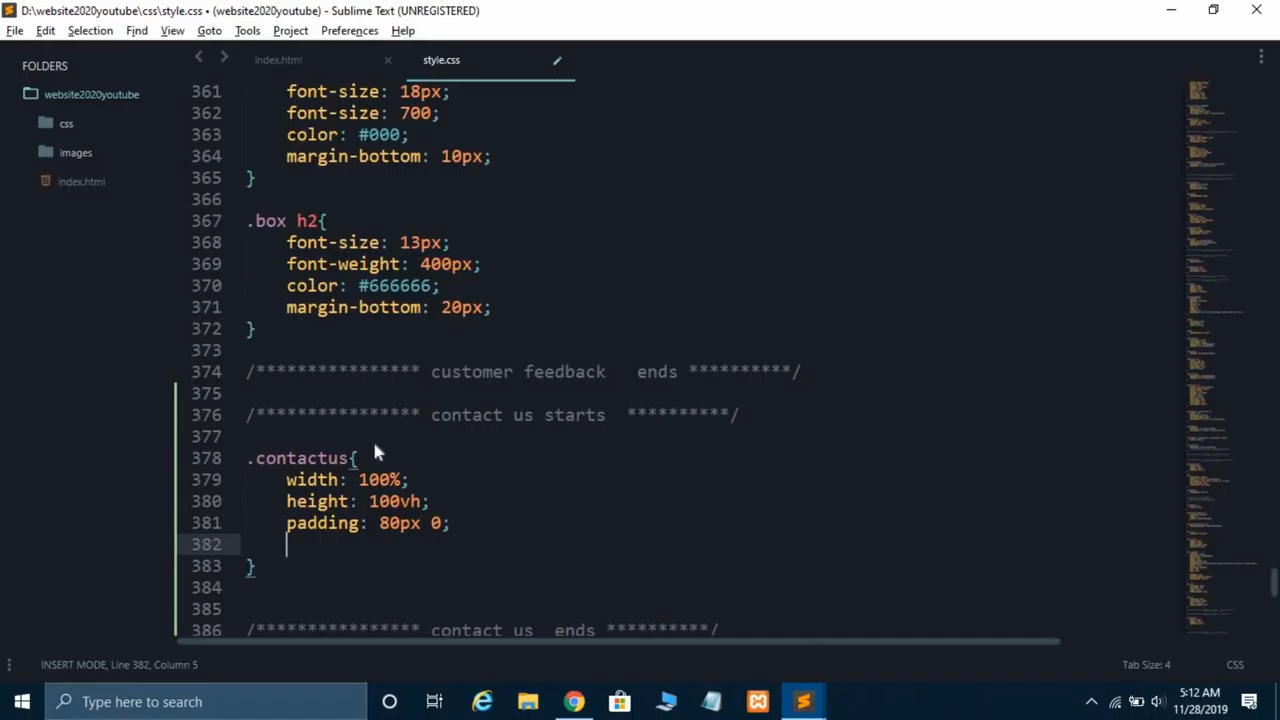 D:\website2020youtube\css\style.css • (website2020youtube) - Sublime Text (UNREGISTERED)
File Edit Selection Find View Goto Tools Project Preferences Help
FOLDERS
website2020youtube
css
images
index.html
index.html
style.css
361 font-size: 18px;
362 font-size: 700;
363 color: #000;
364 margin-bottom: 10px;
365 }
366
367 .box h2{
368 font-size: 13px;
369 font-weight: 400px;
370 color: #666666;
371 margin-bottom: 20px;
372 }
373
374 /**************** customer feedback   ends **********/
375
376 /**************** contact us starts  **********/
377
378 .contactus{
379 width: 100%;
380 height: 100vh;
381 padding: 80px 0;
382
383 }
384
385
386 /**************** contact us  ends **********/
INSERT MODE, Line 382, Column 5
Tab Size: 4
CSS
Type here to search
5:12 AM
11/28/2019